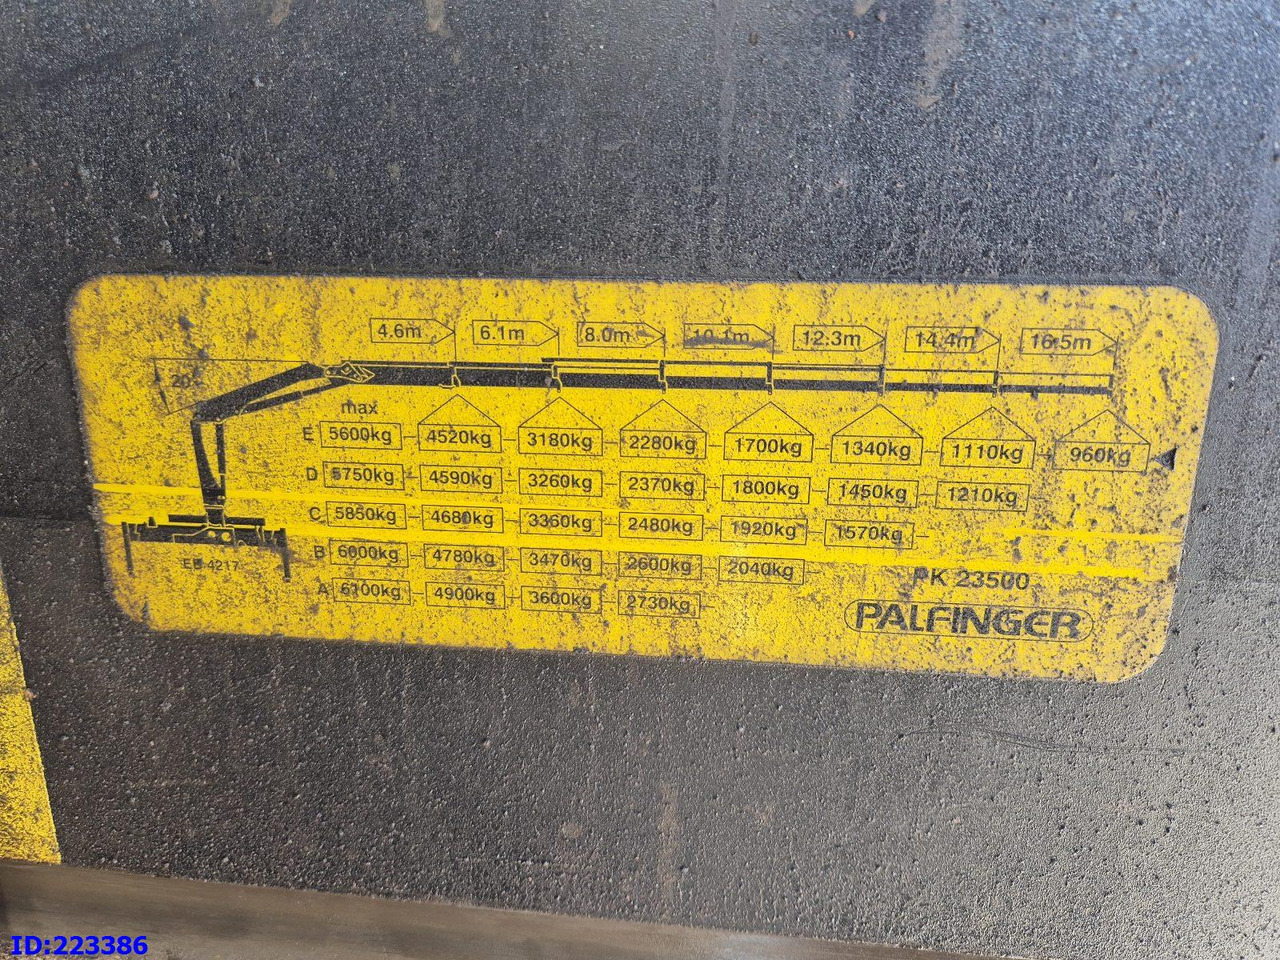 4.6m 6.1m 8.0m 10.1m 12.3m 14.4m 16.5m
20°
max
E 5600kg 4520kg 3180kg 2280kg 1700kg 1340kg 1110kg 960kg
D 5750kg 4590kg 3260kg 2370kg 1800kg 1450kg 1210kg
C 5850kg 4680kg 3360kg 2480kg 1920kg 1570kg
B 6000kg 4780kg 3470kg 2600kg 2040kg
EH 4217
A 6100kg 4900kg 3600kg 2730kg
PK 23500
PALFINGER
ID:223386